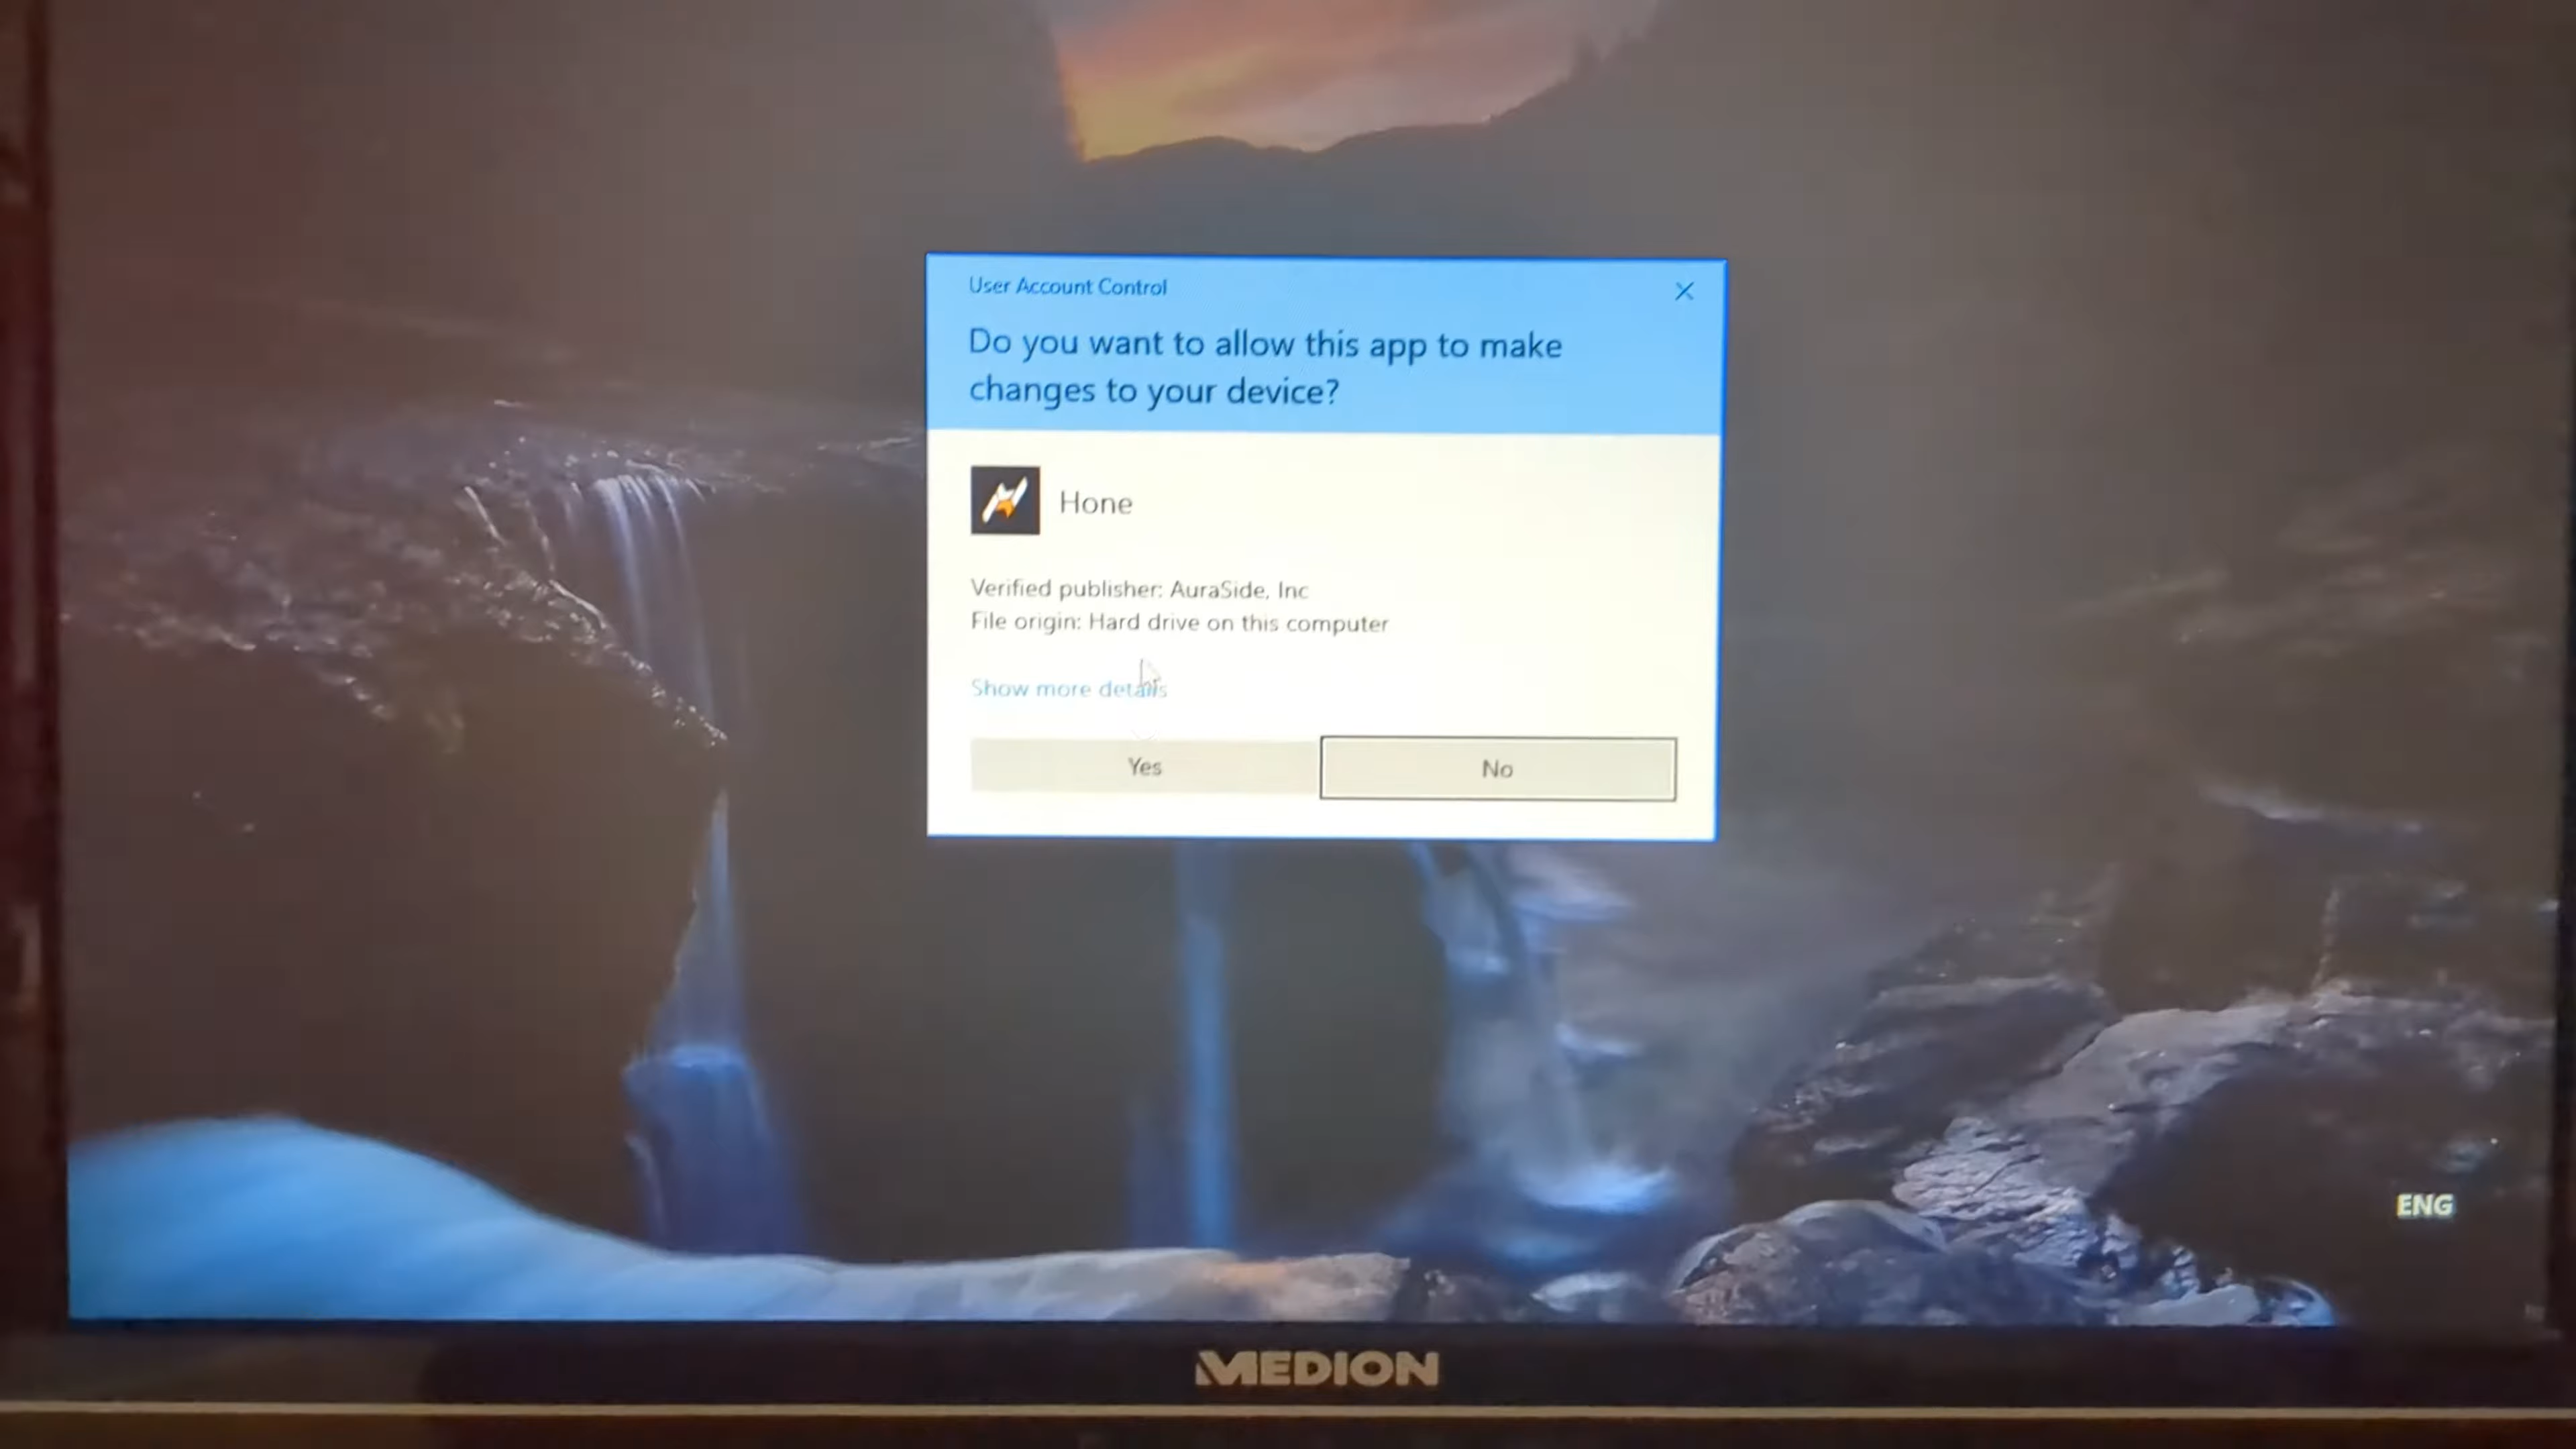 User Account Control
Do you want to allow this app to make
changes to your device?
Hone
Verified publisher: AuraSide, Inc
File origin: Hard drive on this computer
Show more details
Yes
No
ENG
MEDION